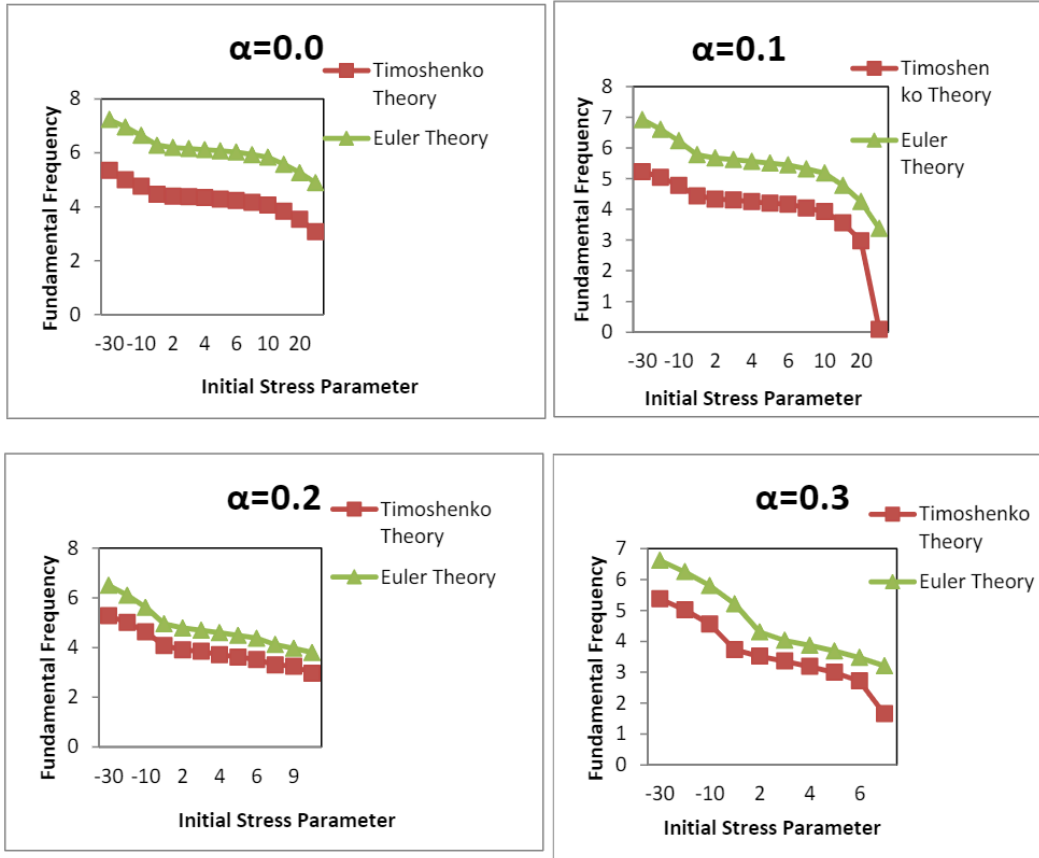 α=0.0
Timoshenko
Theory
Euler Theory
Fundamental Frequency
8
6
4
2
0
-30 -10 2 4 6 10 20
Initial Stress Parameter
α=0.1
Timoshen
ko Theory
Euler
Theory
Fundamental Frequency
8
7
6
5
4
3
2
1
0
-30 -10 2 4 6 10 20
Initial Stress Parameter
α=0.2
Timoshenko
Theory
Euler Theory
Fundamental Frequency
8
6
4
2
0
-30 -10 2 4 6 9
Initial Stress Parameter
α=0.3
Timoshenko
Theory
Euler Theory
Fundamental Frequency
7
6
5
4
3
2
1
0
-30 -10 2 4 6
Initial Stress Parameter